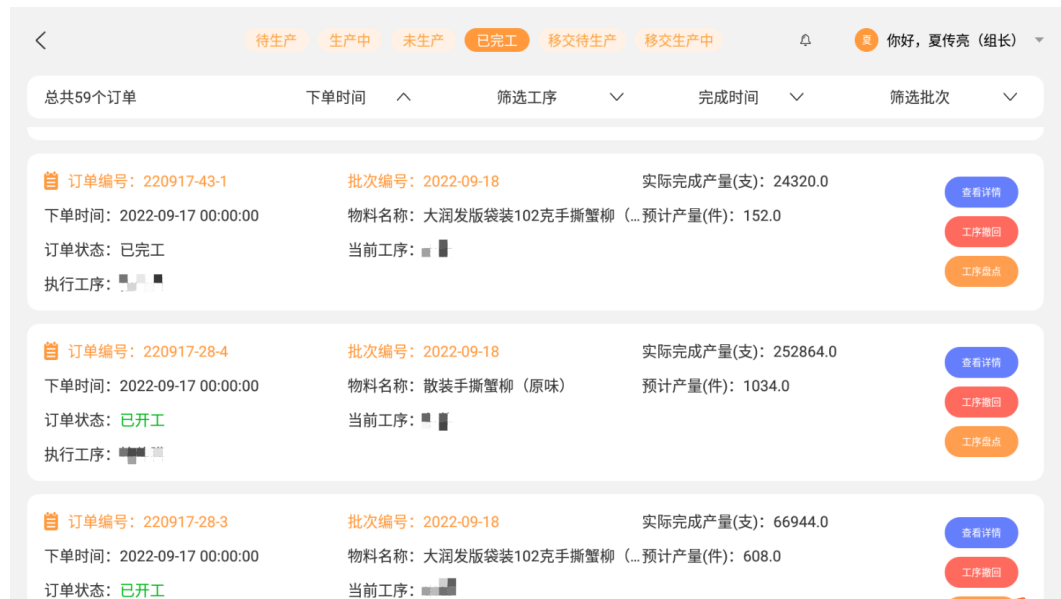 待生产 生产中 未生产 已完工 移交待生产 移交生产中 夏 你好，夏传亮（组长）
总共59个订单 下单时间 筛选工序 完成时间 筛选批次
订单编号：220917-43-1 批次编号：2022-09-18 实际完成产量(支)：24320.0 查看详情
下单时间：2022-09-17 00:00:00 物料名称：大润发版袋装102克手撕蟹柳（... 预计产量(件)：152.0 工序撤回
订单状态：已完工 当前工序： 工序盘点
执行工序：
订单编号：220917-28-4 批次编号：2022-09-18 实际完成产量(支)：252864.0 查看详情
下单时间：2022-09-17 00:00:00 物料名称：散装手撕蟹柳（原味） 预计产量(件)：1034.0 工序撤回
订单状态：已开工 当前工序： 工序盘点
执行工序：
订单编号：220917-28-3 批次编号：2022-09-18 实际完成产量(支)：66944.0 查看详情
下单时间：2022-09-17 00:00:00 物料名称：大润发版袋装102克手撕蟹柳（... 预计产量(件)：608.0 工序撤回
订单状态：已开工 当前工序：